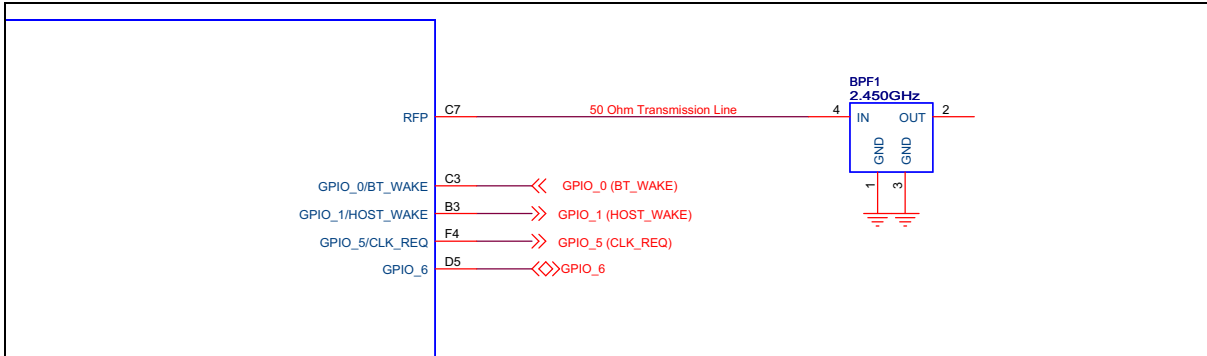 BPF1
2.450GHz
RFP C7 50 Ohm Transmission Line 4 IN OUT 2
GND GND
1 3
GPIO_0/BT_WAKE C3 GPIO_0 (BT_WAKE)
GPIO_1/HOST_WAKE B3 GPIO_1 (HOST_WAKE)
GPIO_5/CLK_REQ F4 GPIO_5 (CLK_REQ)
GPIO_6 D5 GPIO_6